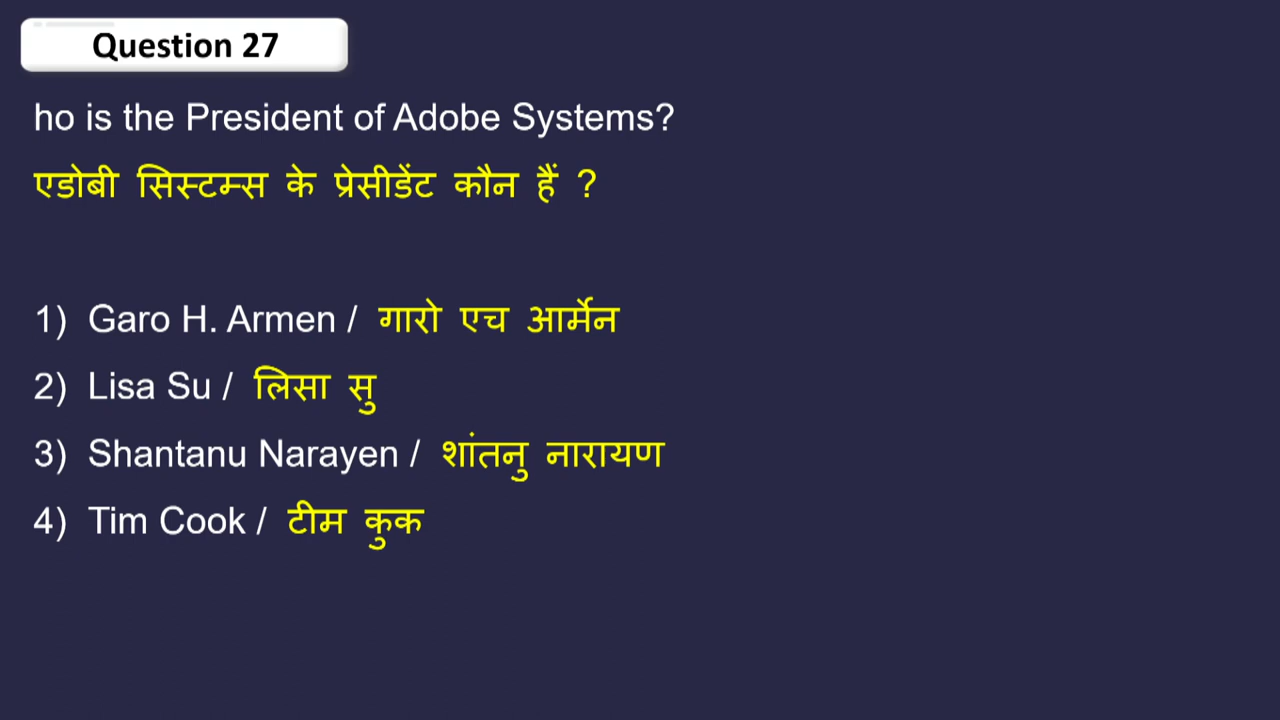 Question 27
ho is the President of Adobe Systems?
एडोबी सिस्टम्स के प्रेसीडेंट कौन हैं ?
1) Garo H. Armen / गारो एच आर्मेन
2) Lisa Su / लिसा सु
3) Shantanu Narayen / शांतनु नारायण
4) Tim Cook / टीम कुक